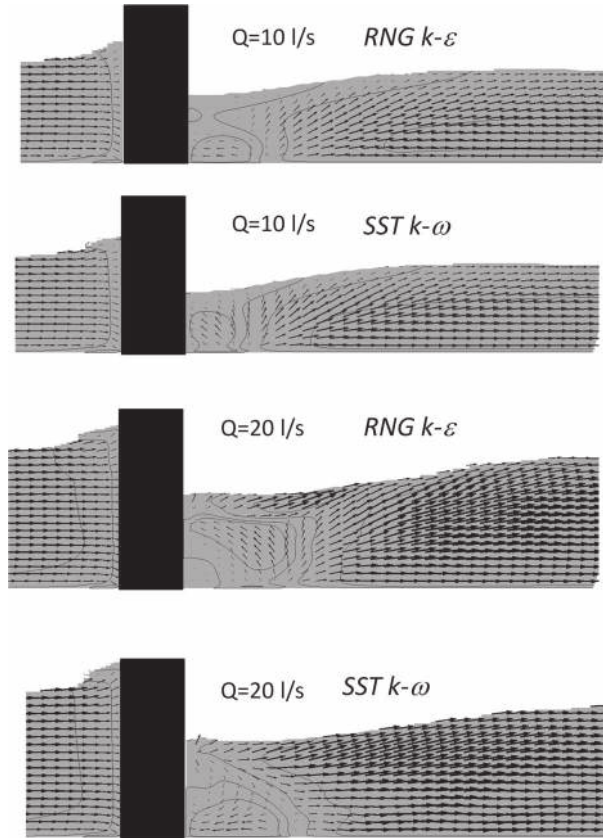 Q=10 l/s RNG k-ε
Q=10 l/s SST k-ω
Q=20 l/s RNG k-ε
Q=20 l/s SST k-ω